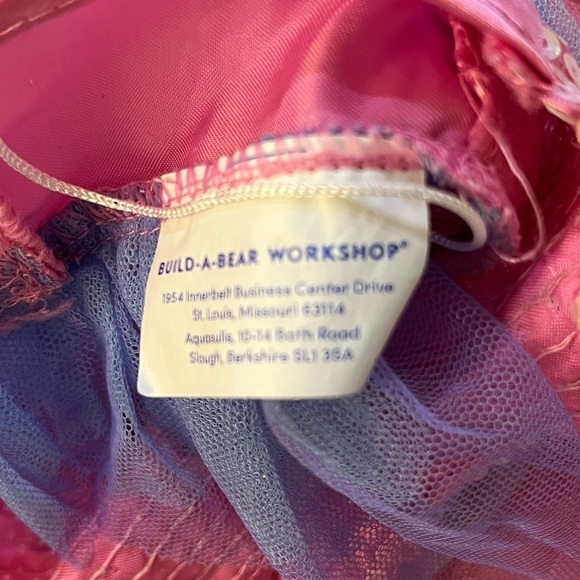 BUILD-A-BEAR WORKSHOP®
1954 Innerbelt Business Center Drive
St. Louis, Missouri 63114
Aquasulis, 10-14 Bath Road
Slough, Berkshire SL1 3SA